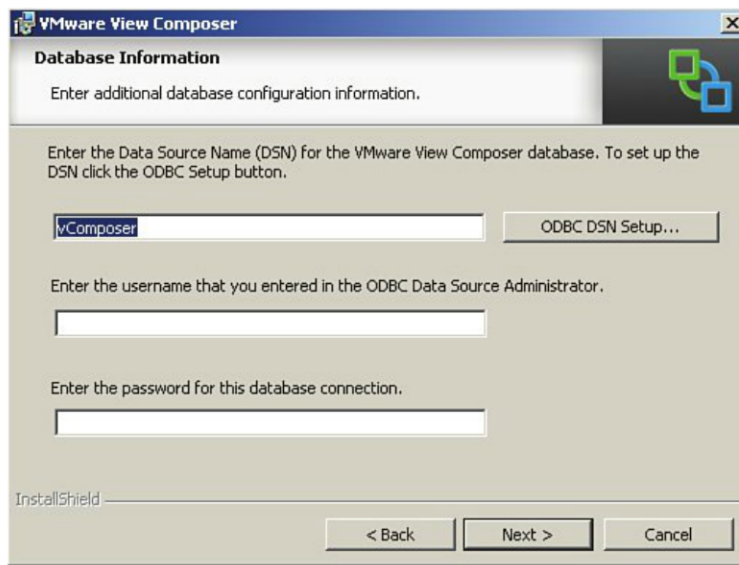 VMware View Composer
Database Information
Enter additional database configuration information.
Enter the Data Source Name (DSN) for the VMware View Composer database. To set up the
DSN click the ODBC Setup button.
vComposer
ODBC DSN Setup...
Enter the username that you entered in the ODBC Data Source Administrator.
Enter the password for this database connection.
InstallShield
< Back
Next >
Cancel